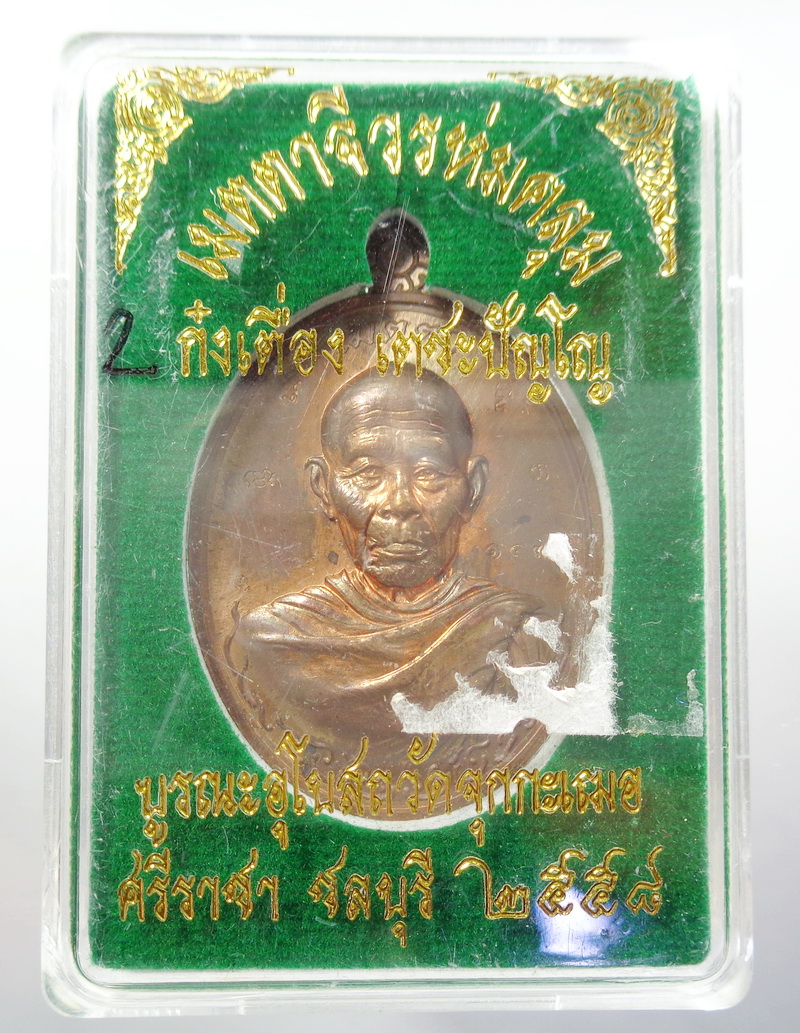 เมตตาจีวรห่มคลุม
2 ก๋งเตื่อง เตชะปัญโญ
บูรณะอุโบสถวัดจุกกะเฌอ
ศรีราชา ชลบุรี ๒๕๕๘